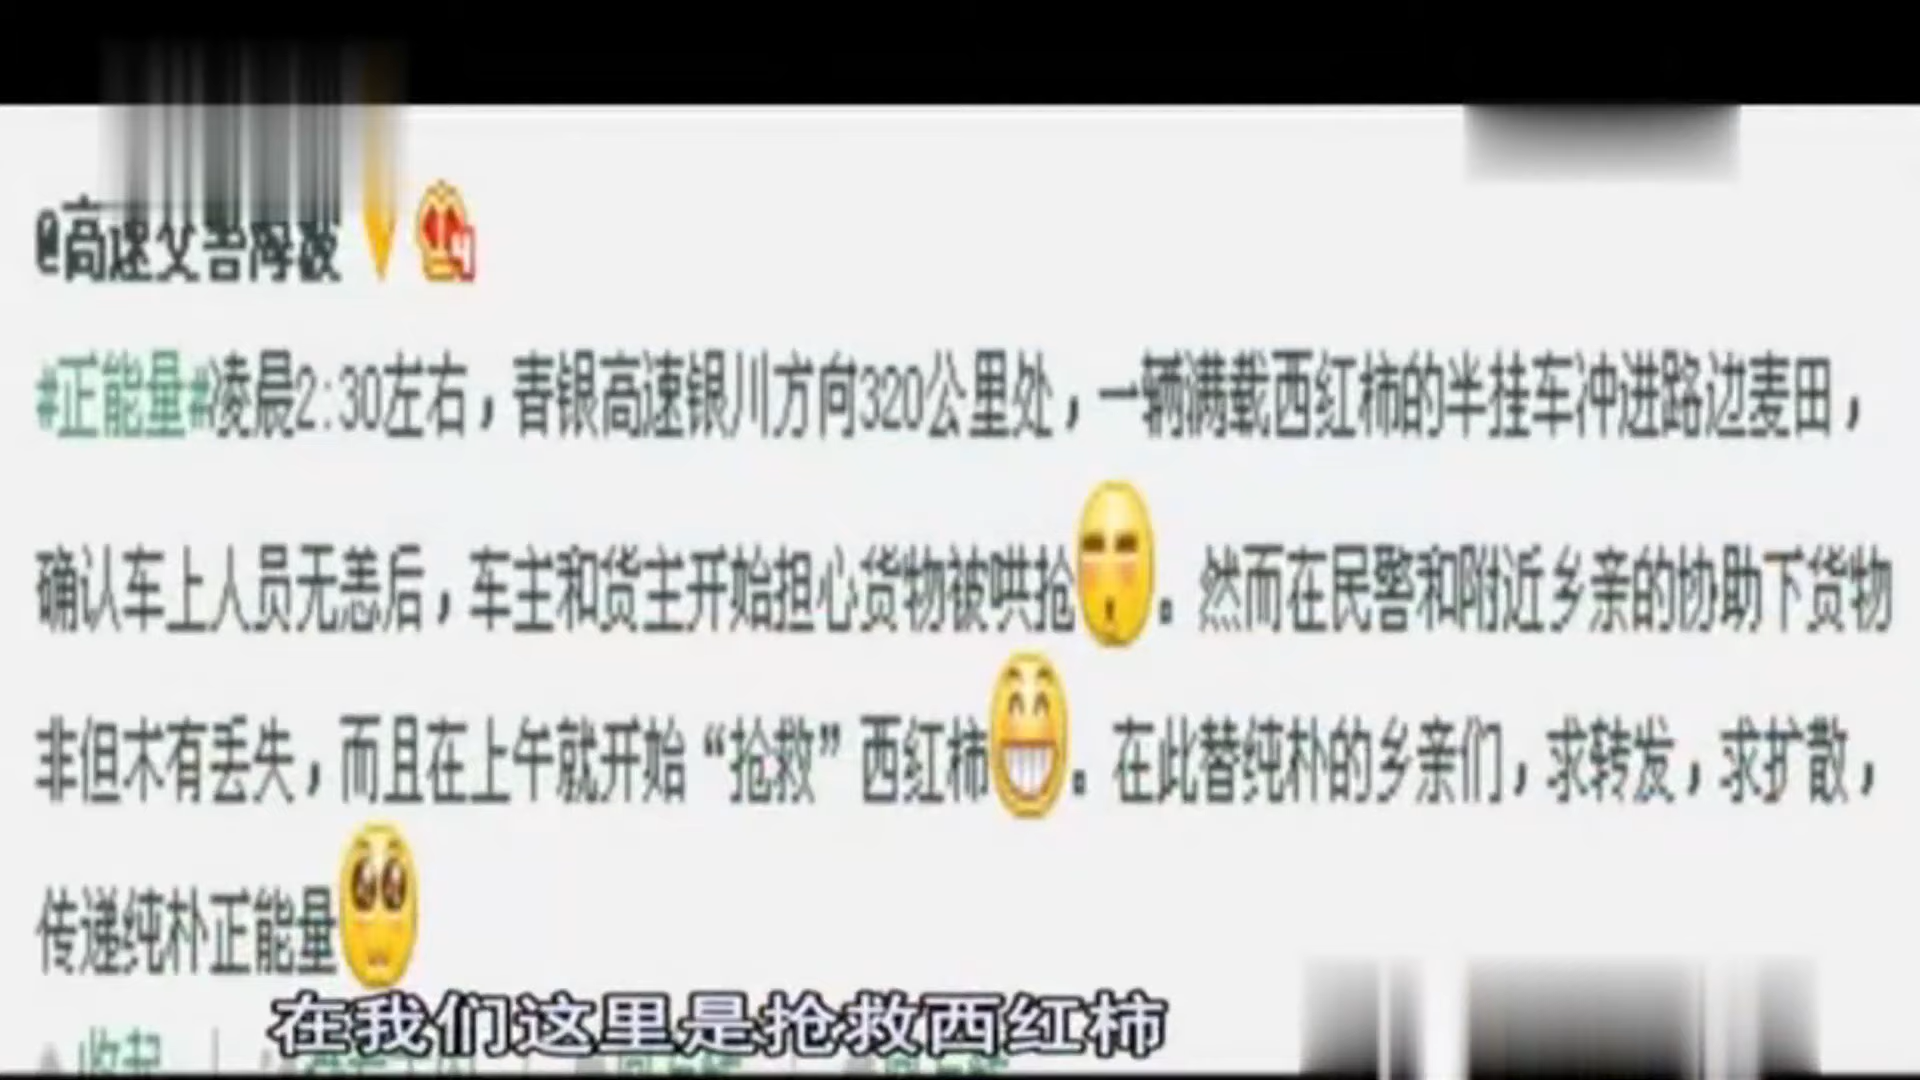 @高速交警海波
#正能量#凌晨2:30左右，青银高速银川方向320公里处，一辆满载西红柿的半挂车冲进路边麦田，
确认车上人员无恙后，车主和货主开始担心货物被哄抢。然而在民警和附近乡亲的协助下货物
非但木有丢失，而且在上午就开始“抢救”西红柿。在此替纯朴的乡亲们，求转发，求扩散，
传递纯朴正能量
在我们这里是抢救西红柿
收起